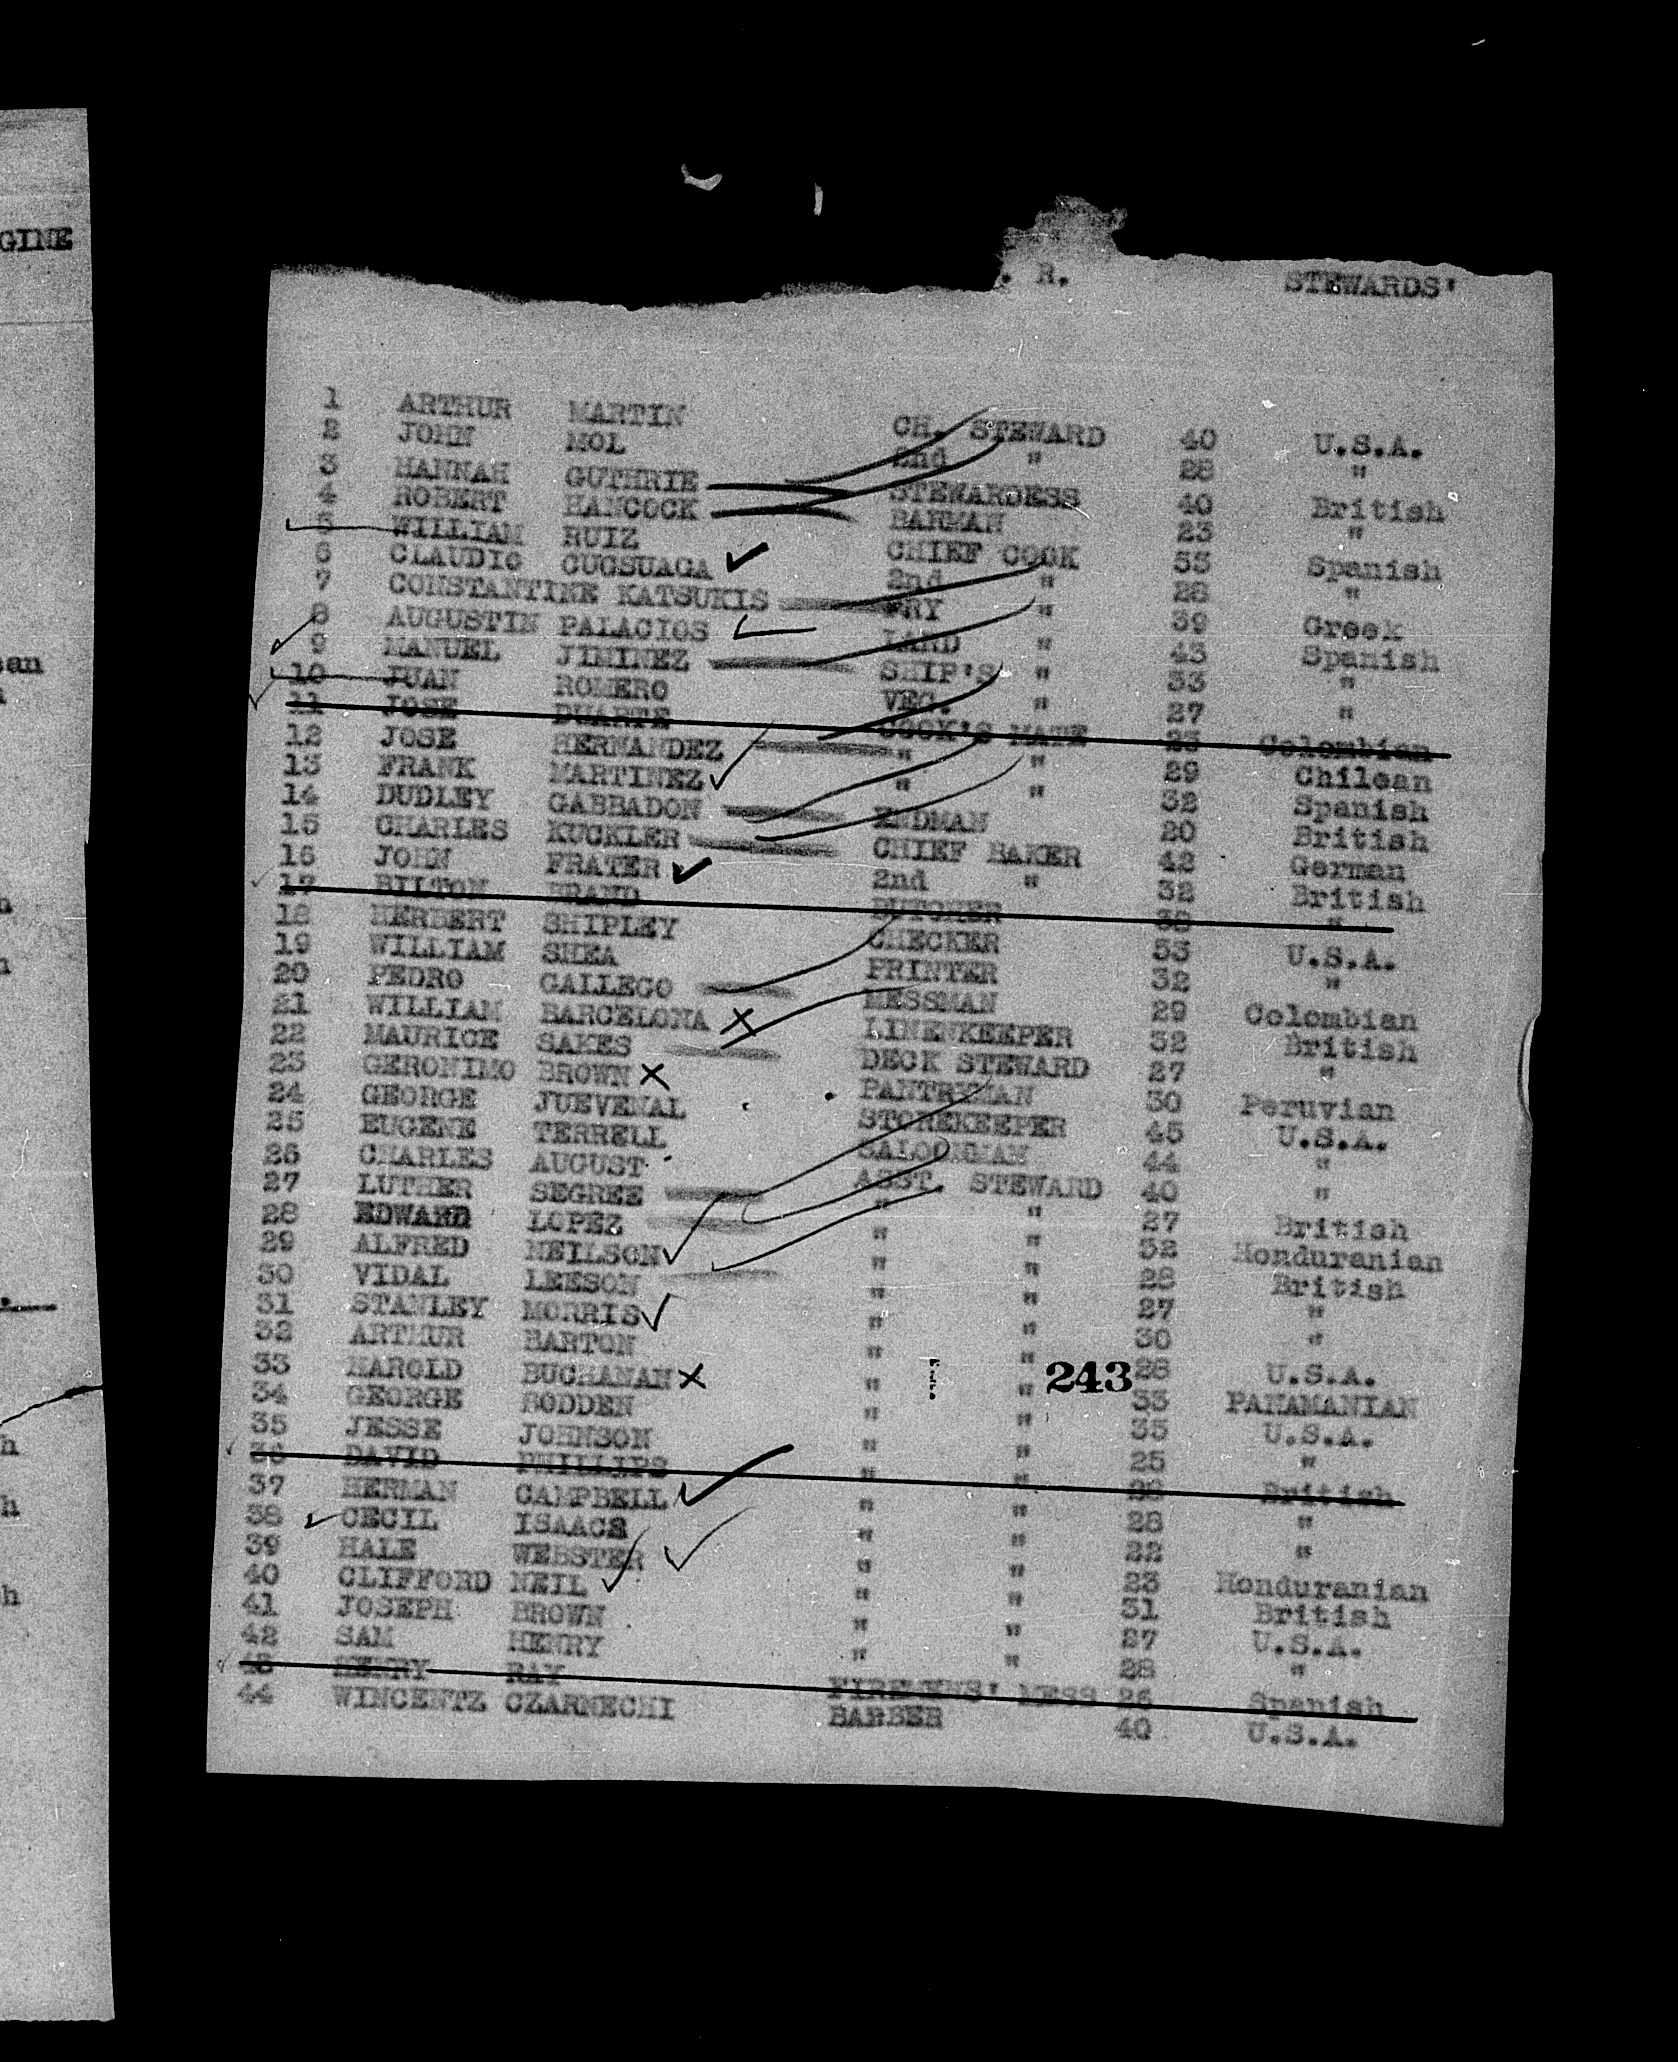 GINE
. R. STEWARDS'
1 ARTHUR MARTIN CH. STEWARD 40 U.S.A.
2 JOHN MOL 2nd " 28 "
3 HANNAH GUTHRIE STEWARDESS 40 British
4 ROBERT HANCOCK BARMAN 23 "
5 WILLIAM RUIZ CHIEF COOK 53 Spanish
6 CLAUDIO CUCSUAGA 2nd " 28 "
7 CONSTANTINE KATSUKIS FRY " 39 Greek
8 AUGUSTIN PALACIOS LARD " 43 Spanish
9 MANUEL JIMINEZ SHIP'S " 33 "
10 JUAN ROMERO VEG. " 27 "
11 JOSE DUARTE COOK'S MATE 23 Colombian
12 JOSE HERNANDEZ " " 29 Chilean
13 FRANK MARTINEZ " " 32 Spanish
14 DUDLEY GABBADON ENDMAN 20 British
15 CHARLES KUCKLER CHIEF BAKER 42 German
16 JOHN FRATER 2nd " 32 British
17 HILTON BRAND BUTCHER 38 "
18 HERBERT SHIPLEY CHECKER 53 U.S.A.
19 WILLIAM SHEA PRINTER 32 "
20 PEDRO GALLEGO MESSMAN 29 Colombian
21 WILLIAM BARCELONA LINENKEEPER 32 British
22 MAURICE SAKES DECK STEWARD 27 "
23 GERONIMO BROWN PANTRYMAN 30 Peruvian
24 GEORGE JUEVENAL STOREKEEPER 45 U.S.A.
25 EUGENE TERRELL SALOONMAN 44 "
26 CHARLES AUGUST ASST. STEWARD 40 "
27 LUTHER SEGREE " " 27 British
28 EDWARD LOPEZ " " 32 Honduranian
29 ALFRED NEILSON " " 28 British
30 VIDAL LEESON " " 27 "
31 STANLEY MORRIS " " 30 "
32 ARTHUR BARTON " " 28 U.S.A.
243
33 HAROLD BUCHANAN " " 33 PANAMANIAN
34 GEORGE BODDEN " " 35 U.S.A.
35 JESSE JOHNSON " " 25 "
36 DAVID PHILLIPS " " 38 British
37 HERMAN CAMPBELL " " 28 "
38 CECIL ISAACS " " 22 "
39 HALE WEBSTER " " 23 Honduranian
40 CLIFFORD NEIL " " 31 British
41 JOSEPH BROWN " " 27 U.S.A.
42 SAM HENRY " " 28 "
43 HENRY RAY FIREMENS' MESS 26 Spanish
44 WINCENTZ CZARNECHI BARBER 40 U.S.A.